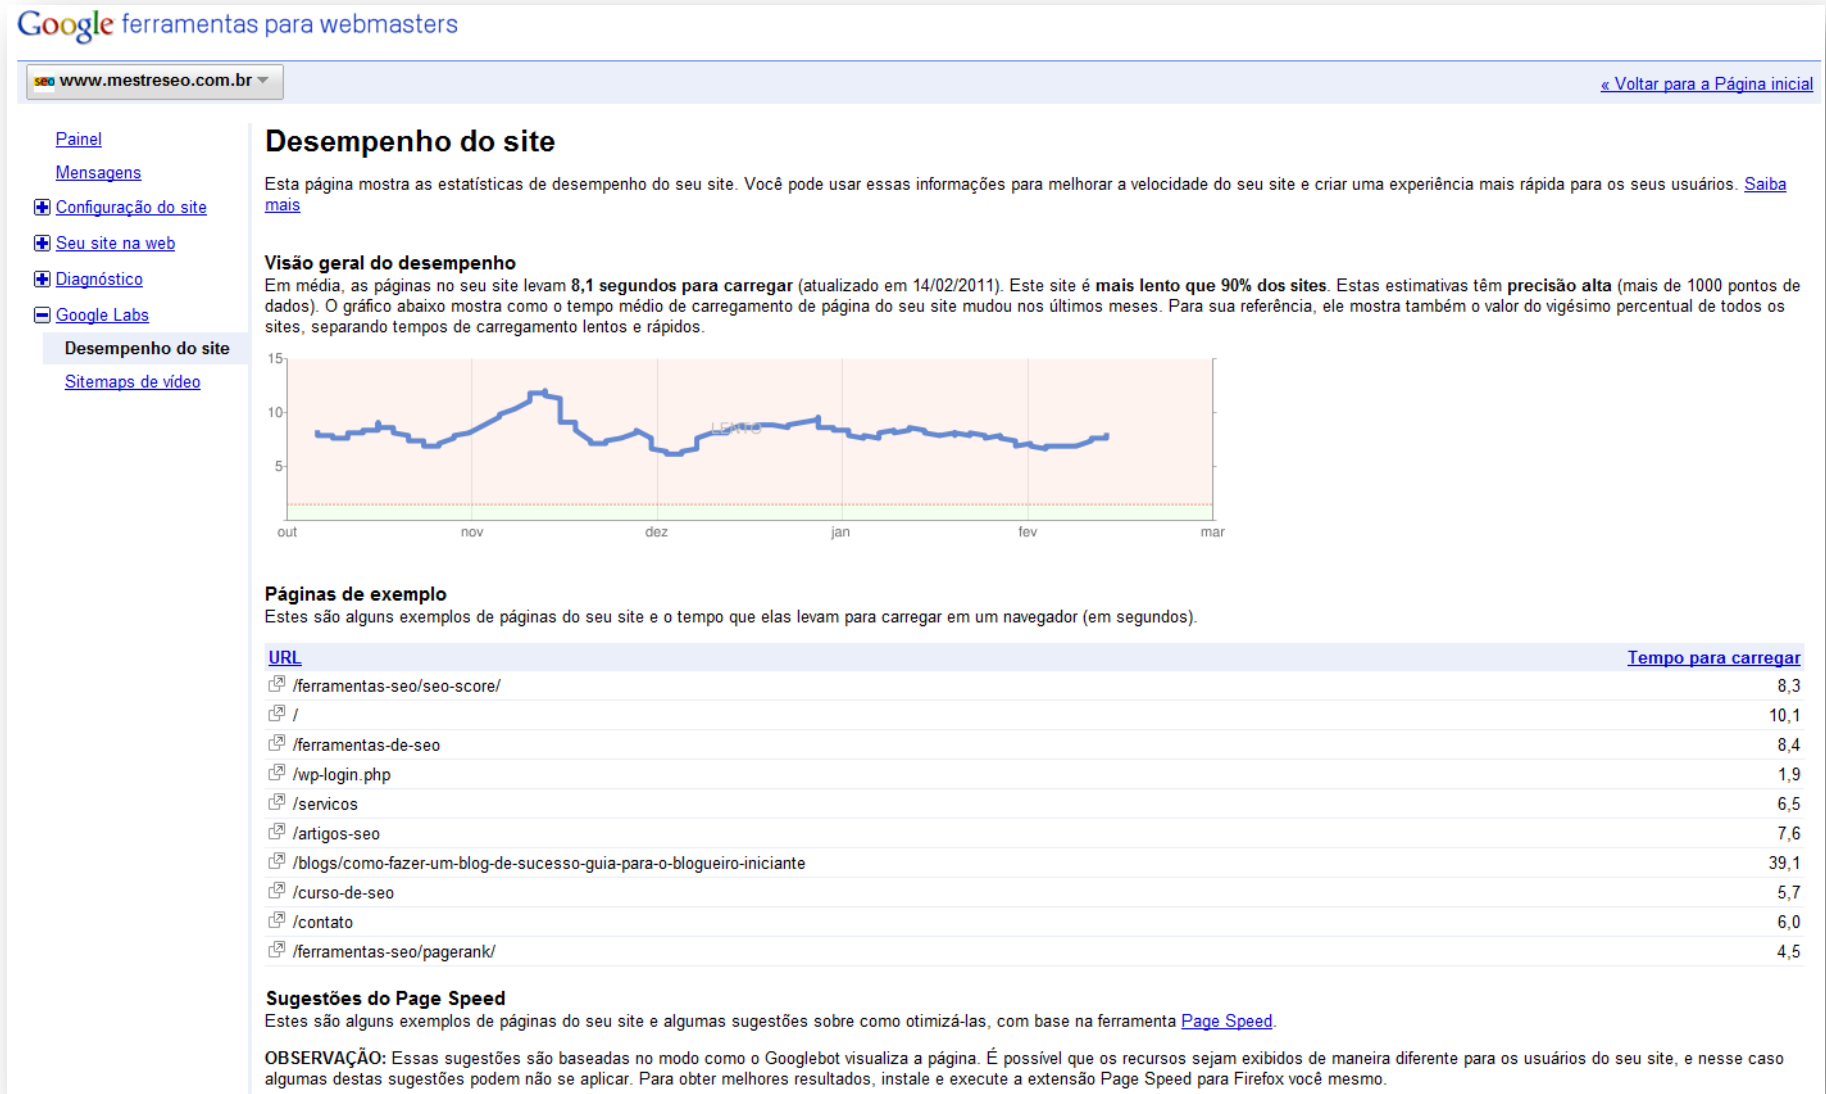 Google ferramentas para webmasters
seo www.mestreseo.com.br
« Voltar para a Página inicial
Painel
Mensagens
Configuração do site
Seu site na web
Diagnóstico
Google Labs
Desempenho do site
Sitemaps de vídeo
Desempenho do site
Esta página mostra as estatísticas de desempenho do seu site. Você pode usar essas informações para melhorar a velocidade do seu site e criar uma experiência mais rápida para os seus usuários. Saiba
mais
Visão geral do desempenho
Em média, as páginas no seu site levam 8,1 segundos para carregar (atualizado em 14/02/2011). Este site é mais lento que 90% dos sites. Estas estimativas têm precisão alta (mais de 1000 pontos de
dados). O gráfico abaixo mostra como o tempo médio de carregamento de página do seu site mudou nos últimos meses. Para sua referência, ele mostra também o valor do vigésimo percentual de todos os
sites, separando tempos de carregamento lentos e rápidos.
15
10
LENTO
5
out nov dez jan fev mar
Páginas de exemplo
Estes são alguns exemplos de páginas do seu site e o tempo que elas levam para carregar em um navegador (em segundos).
URL Tempo para carregar
/ferramentas-seo/seo-score/ 8,3
/ 10,1
/ferramentas-de-seo 8,4
/wp-login.php 1,9
/servicos 6,5
/artigos-seo 7,6
/blogs/como-fazer-um-blog-de-sucesso-guia-para-o-blogueiro-iniciante 39,1
/curso-de-seo 5,7
/contato 6,0
/ferramentas-seo/pagerank/ 4,5
Sugestões do Page Speed
Estes são alguns exemplos de páginas do seu site e algumas sugestões sobre como otimizá-las, com base na ferramenta Page Speed.
OBSERVAÇÃO: Essas sugestões são baseadas no modo como o Googlebot visualiza a página. É possível que os recursos sejam exibidos de maneira diferente para os usuários do seu site, e nesse caso
algumas destas sugestões podem não se aplicar. Para obter melhores resultados, instale e execute a extensão Page Speed para Firefox você mesmo.